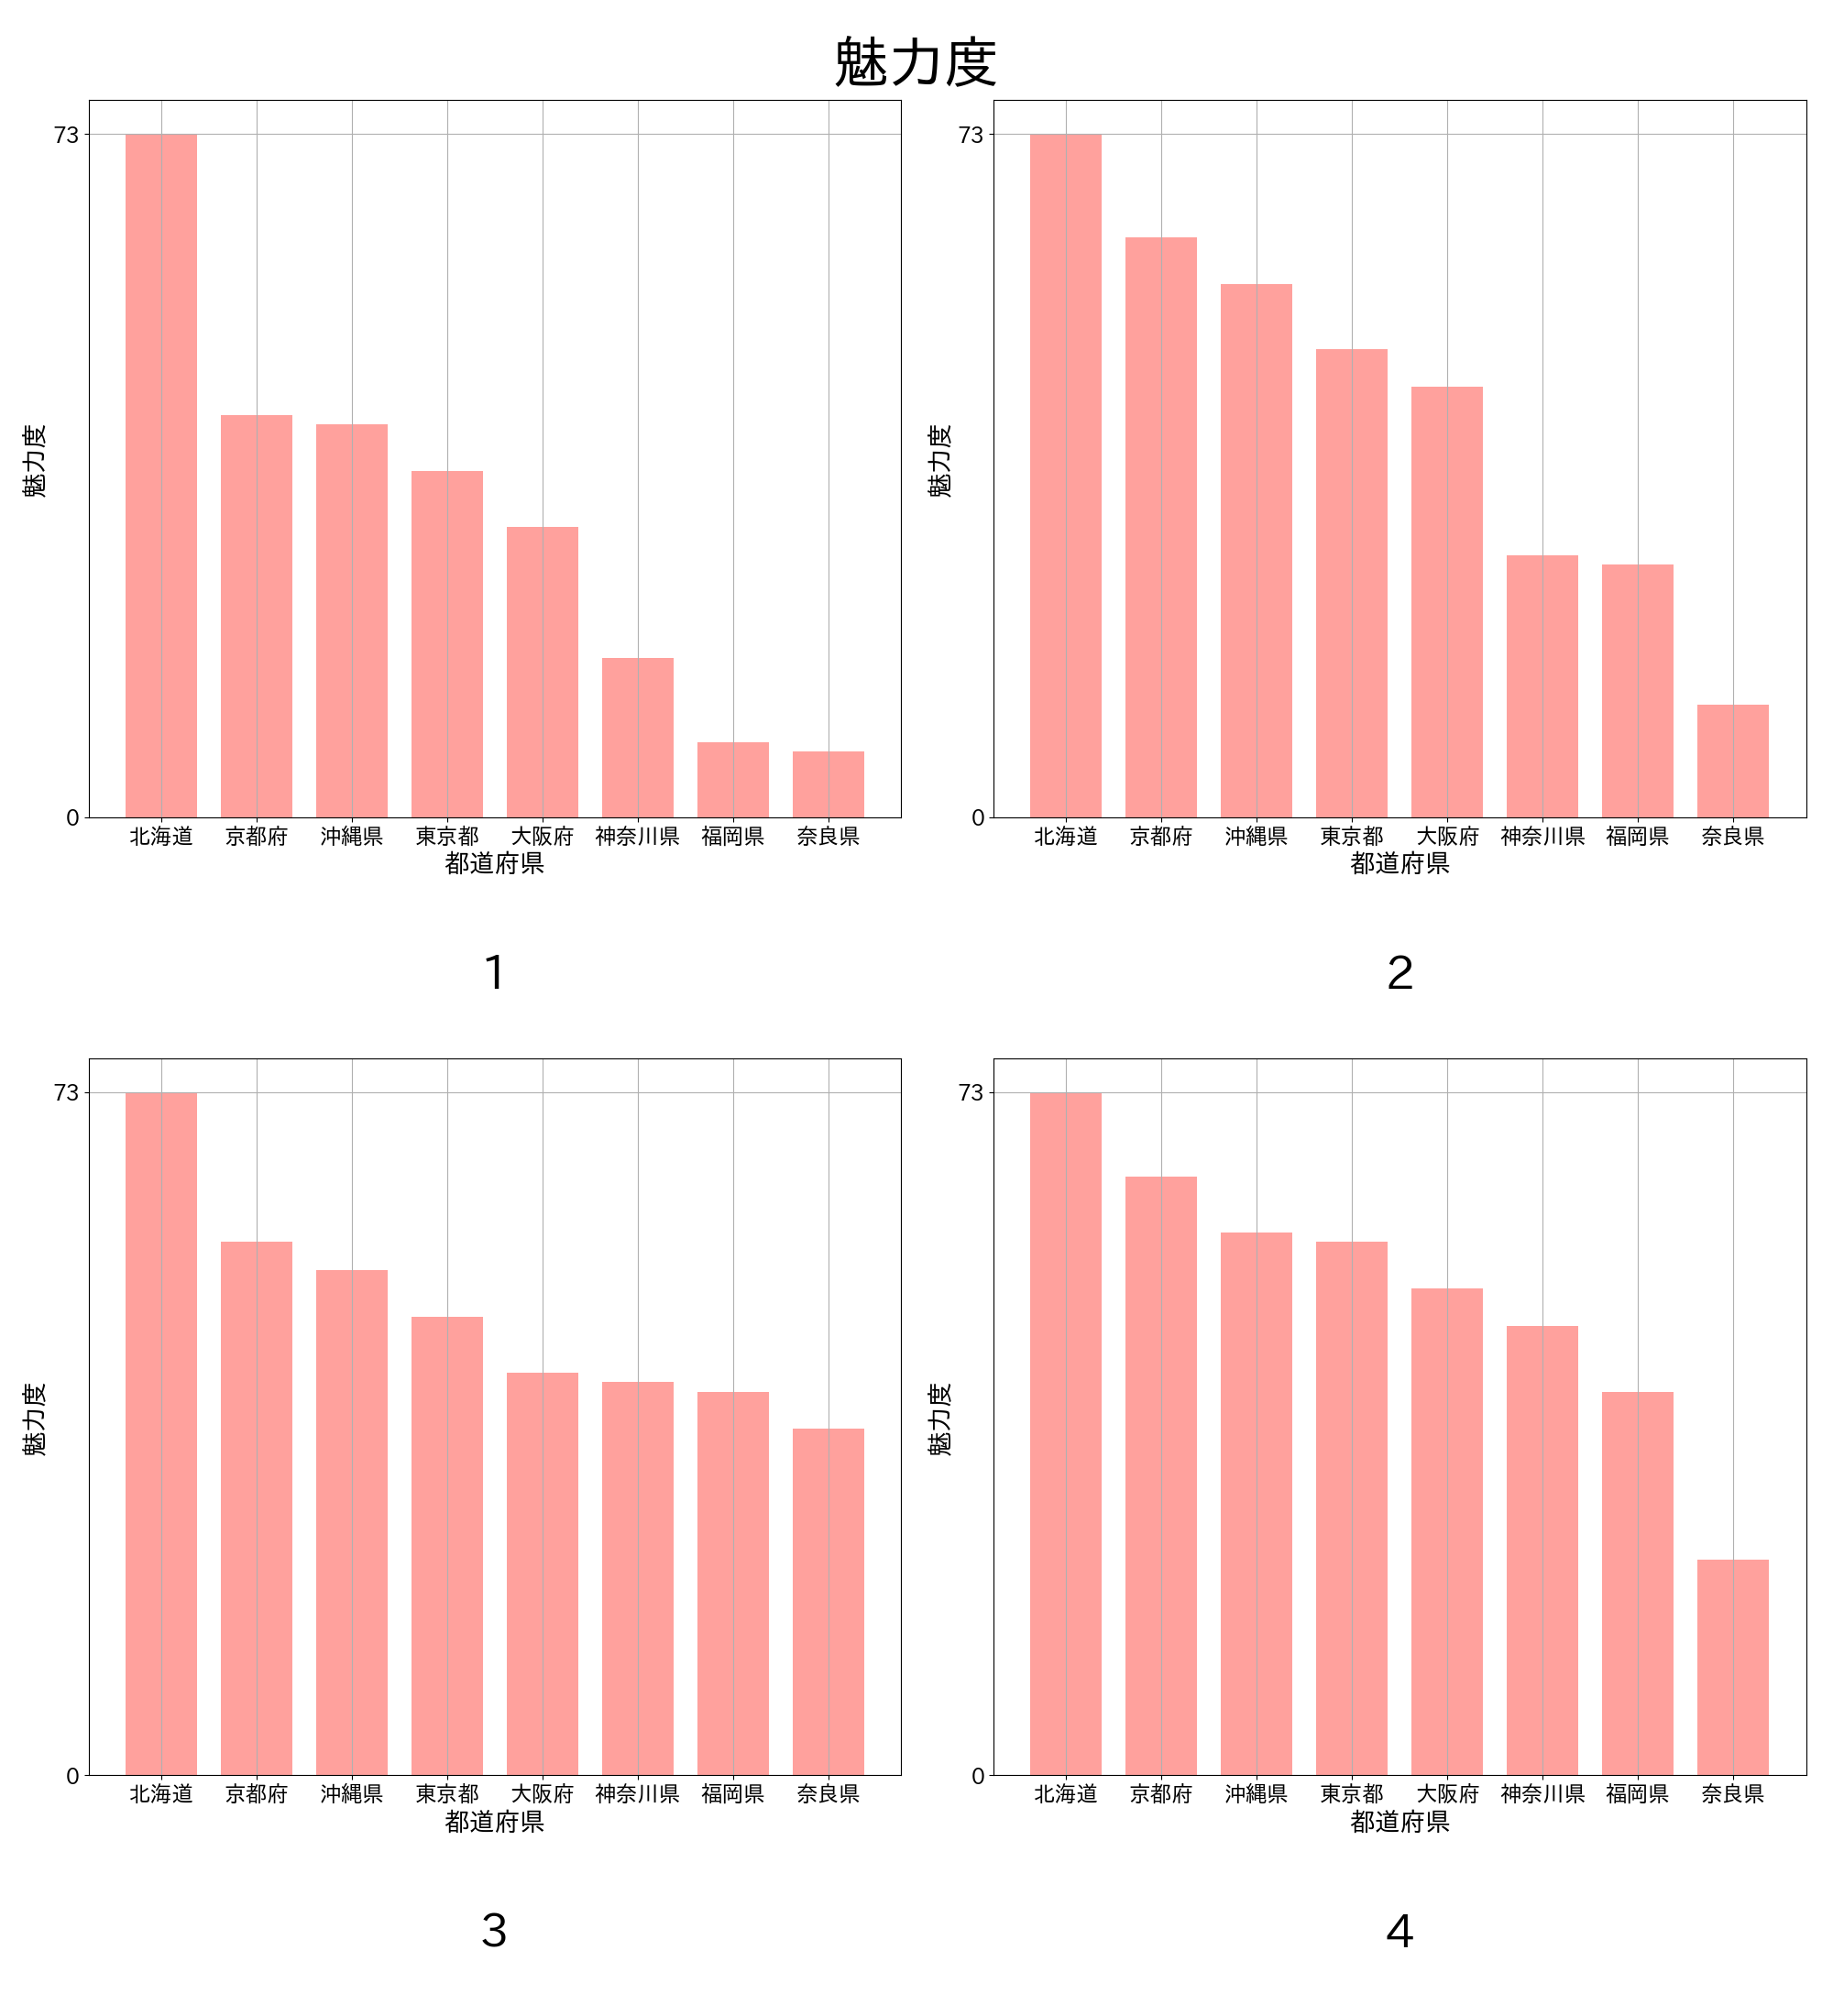 魅力度
73
0
魅力度
北海道 京都府 沖縄県 東京都 大阪府 神奈川県 福岡県 奈良県
都道府県
1
73
0
魅力度
北海道 京都府 沖縄県 東京都 大阪府 神奈川県 福岡県 奈良県
都道府県
2
73
0
魅力度
北海道 京都府 沖縄県 東京都 大阪府 神奈川県 福岡県 奈良県
都道府県
3
73
0
魅力度
北海道 京都府 沖縄県 東京都 大阪府 神奈川県 福岡県 奈良県
都道府県
4